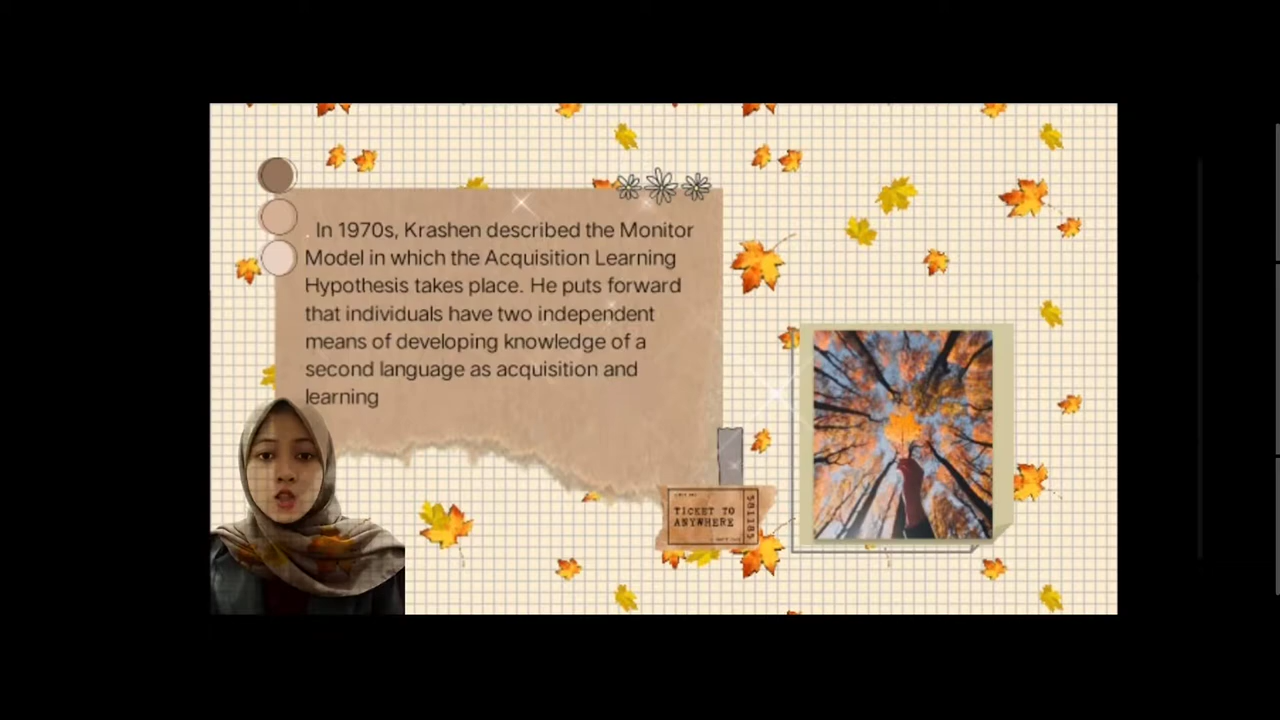 . In 1970s, Krashen described the Monitor
Model in which the Acquisition Learning
Hypothesis takes place. He puts forward
that individuals have two independent
means of developing knowledge of a
second language as acquisition and
learning
TICKET TO
ANYWHERE